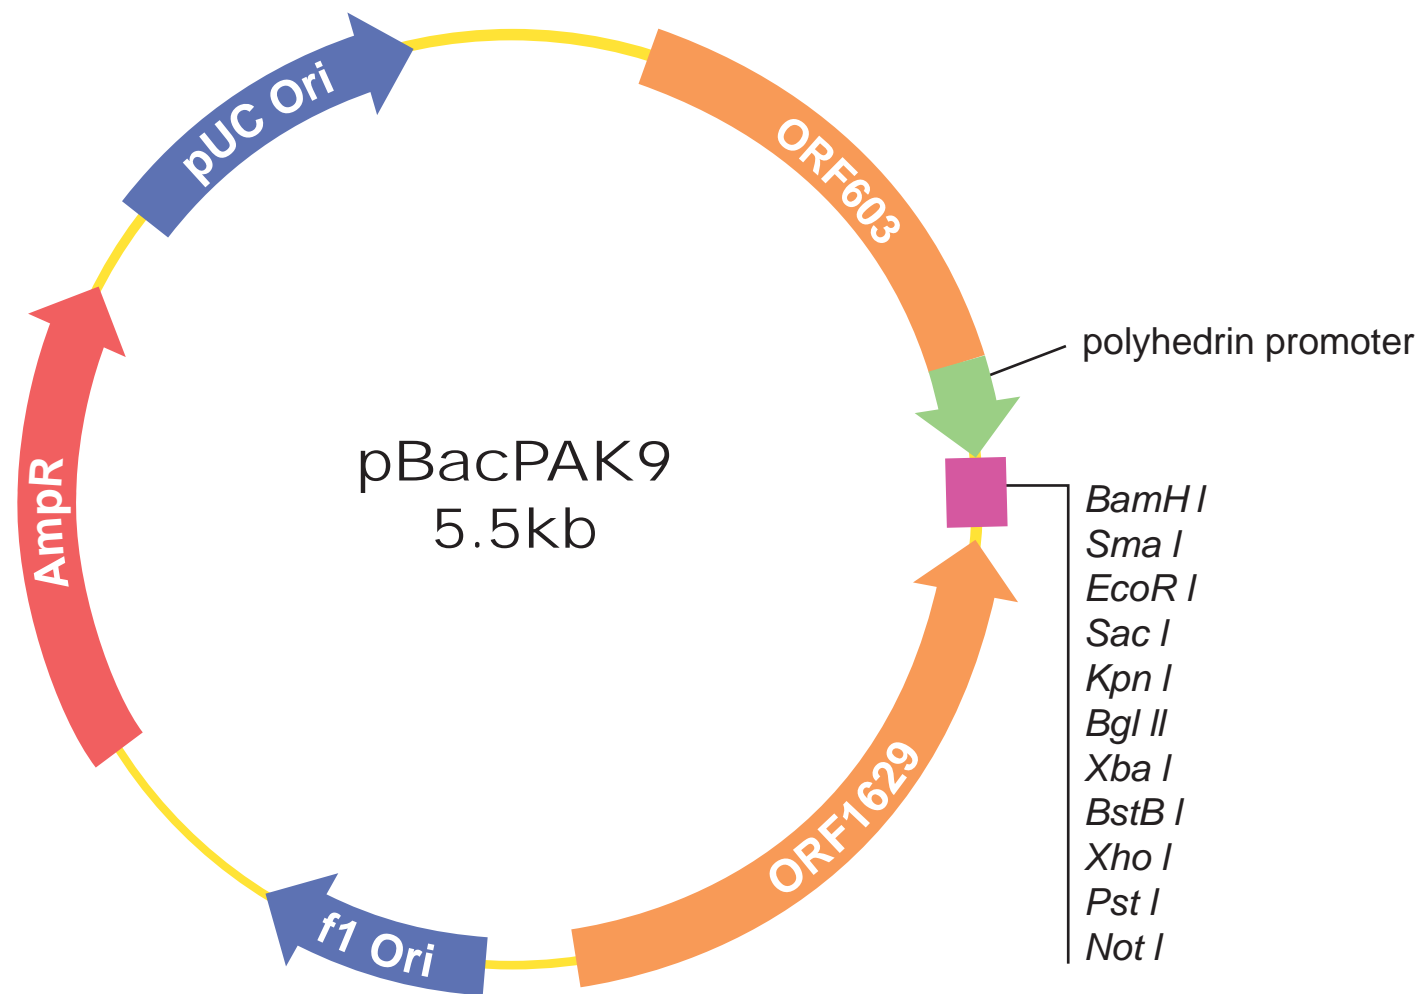 pUC Ori
ORF603
polyhedrin promoter
AmpR
pBacPAK9
5.5kb
BamH I
Sma I
EcoR I
Sac I
Kpn I
Bgl II
Xba I
BstB I
Xho I
Pst I
Not I
ORF1629
f1 Ori